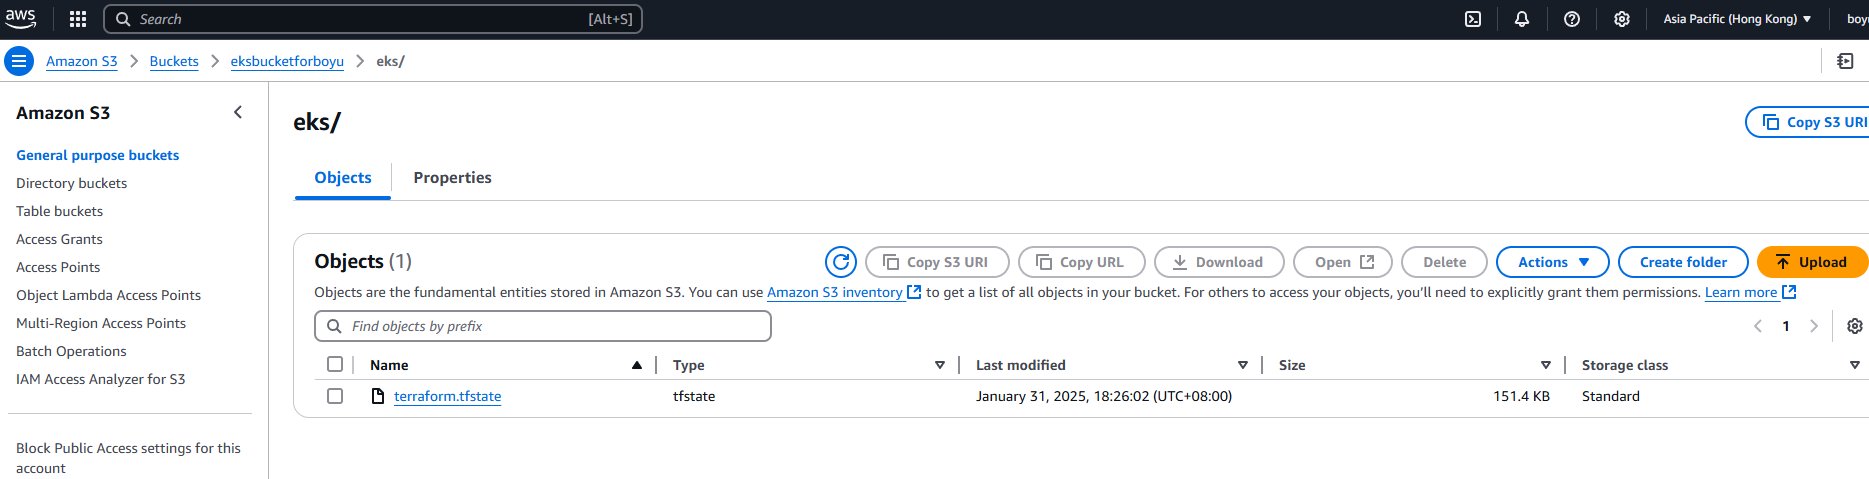 aws Search [Alt+S] Asia Pacific (Hong Kong)
Amazon S3 Buckets eksbucketforboyu eks/
Amazon S3
General purpose buckets
Directory buckets
Table buckets
Access Grants
Access Points
Object Lambda Access Points
Multi-Region Access Points
Batch Operations
IAM Access Analyzer for S3
Block Public Access settings for this
account
eks/
Copy S3 URI
Objects Properties
Objects (1) Copy S3 URI Copy URL Download Open Delete Actions Create folder Upload
Objects are the fundamental entities stored in Amazon S3. You can use Amazon S3 inventory to get a list of all objects in your bucket. For others to access your objects, you'll need to explicitly grant them permissions. Learn more
Find objects by prefix 1
Name Type Last modified Size Storage class
terraform.tfstate tfstate January 31, 2025, 18:26:02 (UTC+08:00) 151.4 KB Standard